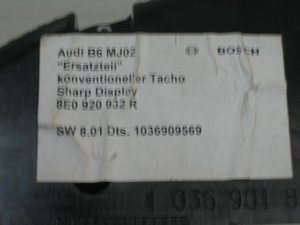 Audi B6 MJ02 BOSCH
"Ersatzteil"
konventioneller Tacho
Sharp Display
8E0 920 932 R
SW 8.01 Dts. 1036909569
1 036 901 8